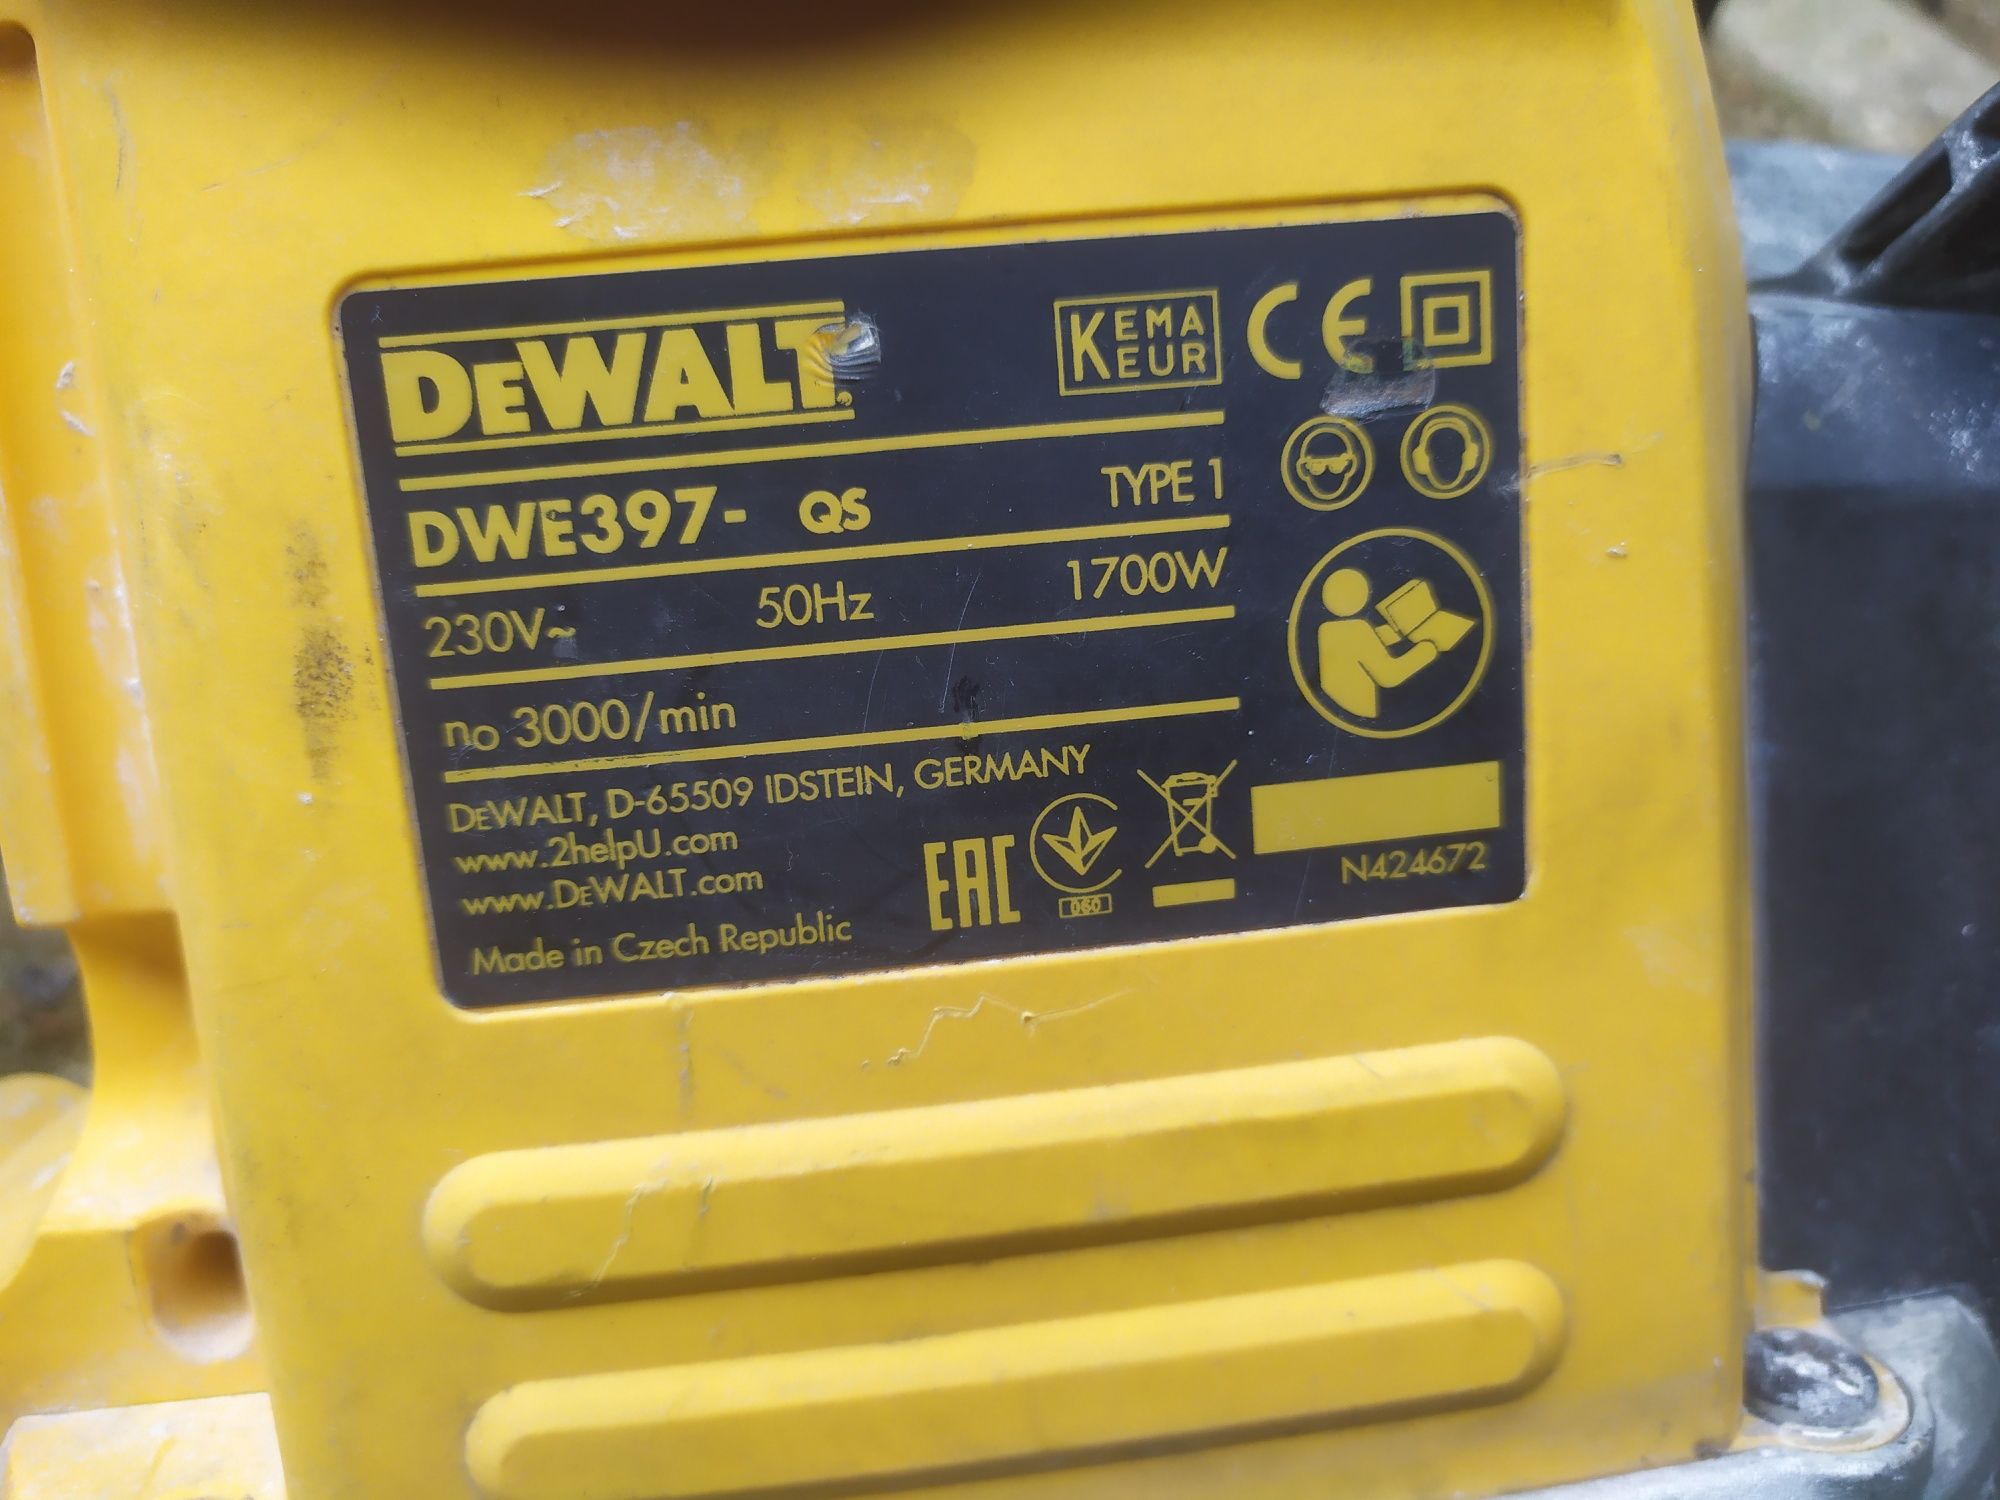 DEWALT
KEMA
KEUR
CE
DWE397- QS TYPE 1
230V~ 50Hz 1700W
no 3000/min
DEWALT, D-65509 IDSTEIN, GERMANY
www.2helpU.com
www.DEWALT.com
Made in Czech Republic
EAC
060
N424672